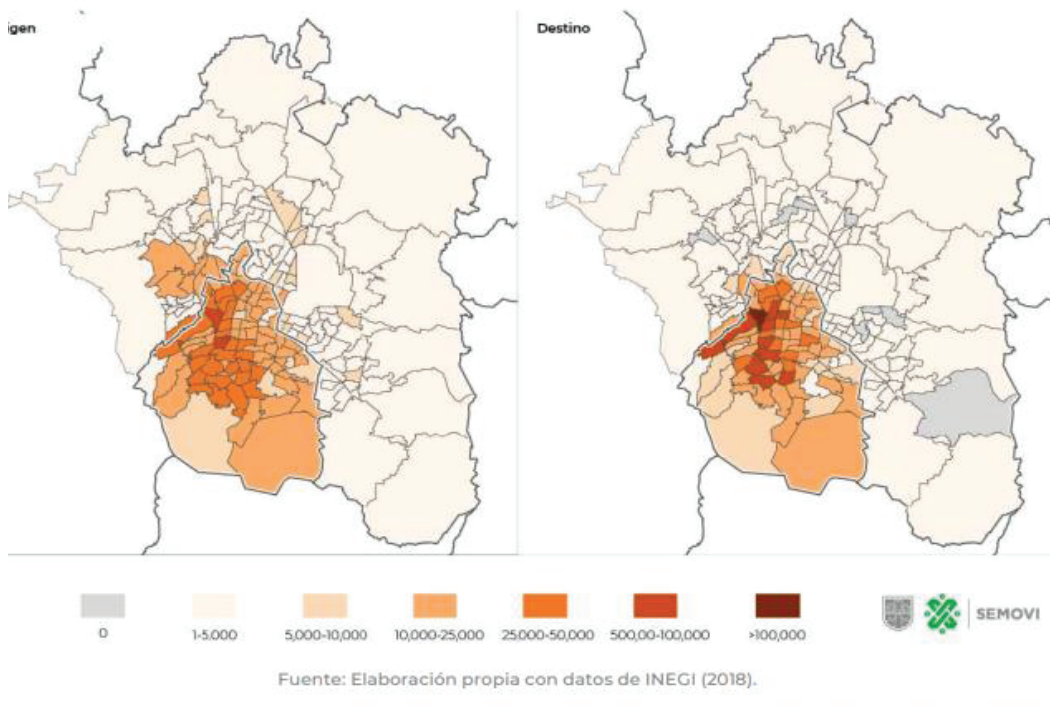 igen
Destino
0
1-5,000
5,000-10,000
10,000-25,000
25,000-50,000
500,00-100,000
>100,000
SEMOVI
Fuente: Elaboración propia con datos de INEGI (2018).